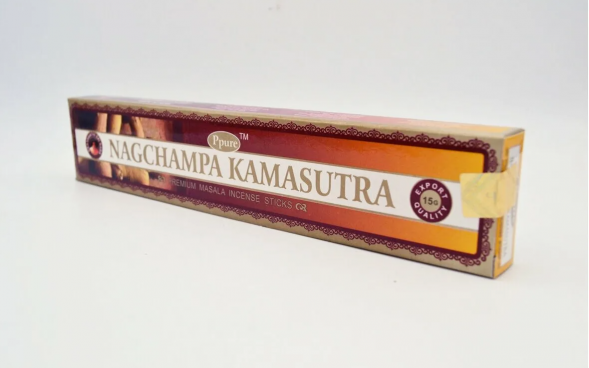 Ppure™
NAGCHAMPA KAMASUTRA
PREMIUM MASALA INCENSE STICKS
EXPORT
15G
QUALITY